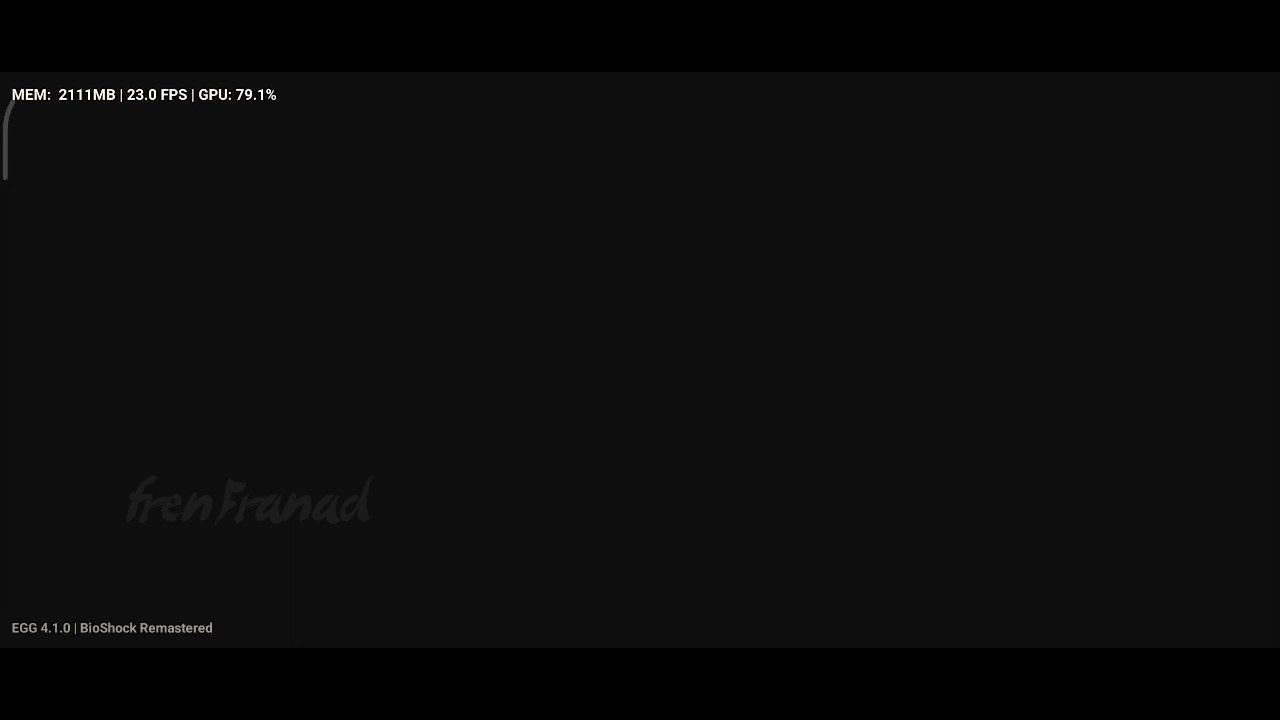 MEM:  2111MB | 23.0 FPS | GPU: 79.1%
frenFranad
EGG 4.1.0 | BioShock Remastered